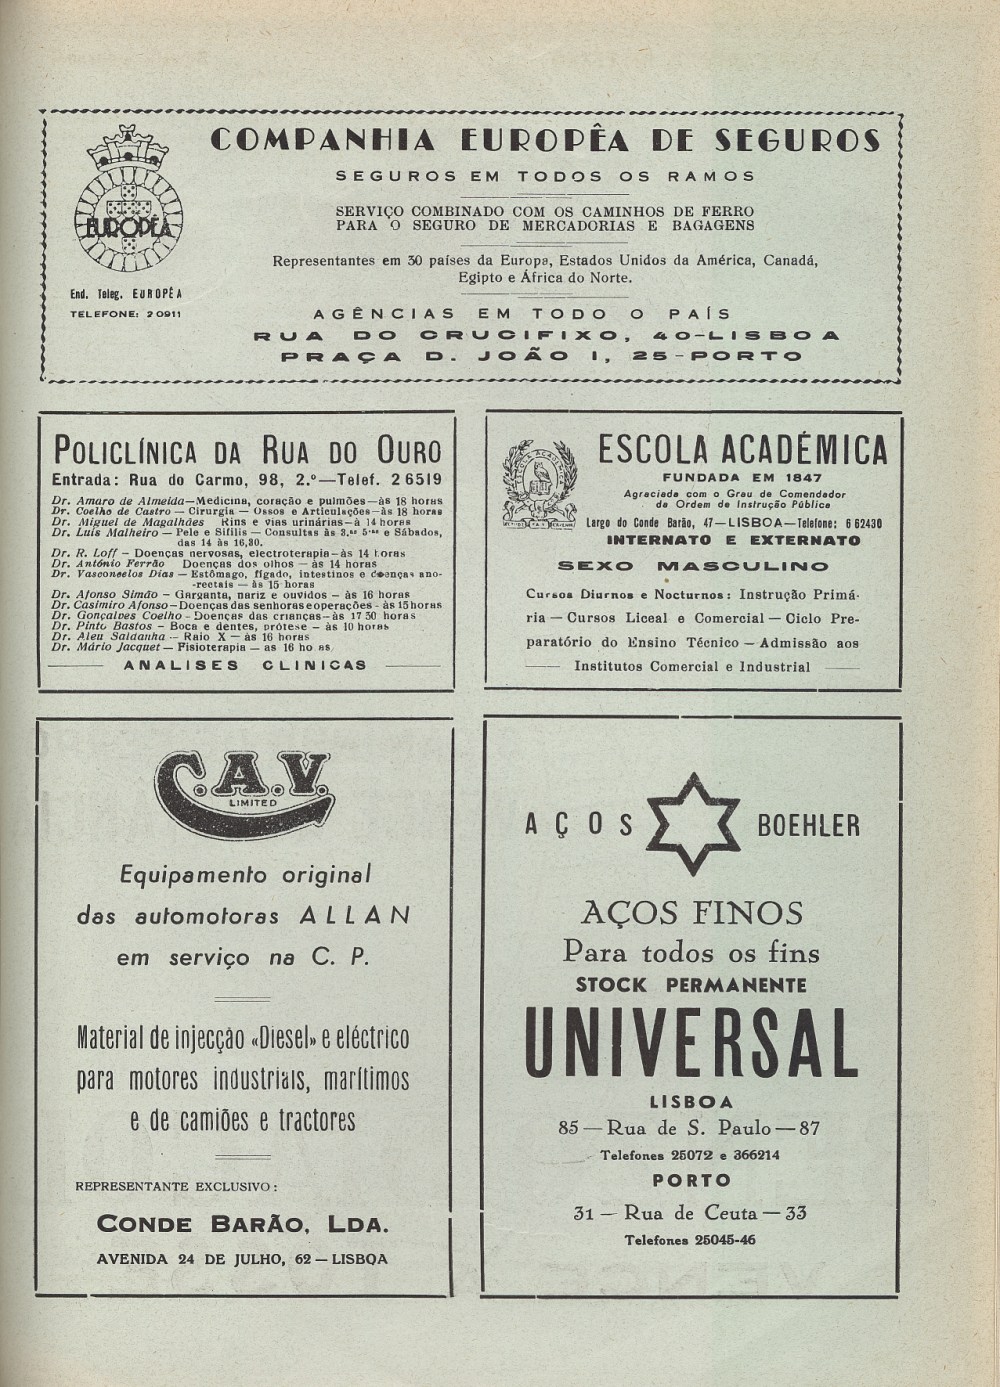 COMPANHIA EUROPÊA DE SEGUROS
SEGUROS EM TODOS OS RAMOS
SERVIÇO COMBINADO COM OS CAMINHOS DE FERRO
PARA O SEGURO DE MERCADORIAS E BAGAGENS
Representantes em 30 países da Europa, Estados Unidos da América, Canadá,
Egipto e África do Norte.
AGÊNCIAS EM TODO O PAÍS
RUA DO CRUCIFIXO, 40-LISBOA
PRAÇA D. JOÃO I, 25-PORTO
EUROPÊA
End. Teleg. EUROPÊA
TELEFONE: 20911
POLICLÍNICA DA RUA DO OURO
Entrada: Rua do Carmo, 98, 2.º—Telef. 26519
Dr. Amaro de Almeida—Medicina, coração e pulmões—às 18 horas
Dr. Coelho de Castro — Cirurgia — Ossos e Articulações—às 18 horas
Dr. Miguel de Magalhães Rins e vias urinárias—à 14 horas
Dr. Luís Malheiro — Pele e Sífilis — Consultas às 3.as 5.as e Sábados,
das 14 às 16,30.
Dr. R. Loff — Doenças nervosas, electroterapia—às 14 horas
Dr. António Ferrão Doenças dos olhos — às 14 horas
Dr. Vasconcelos Dias — Estômago, fígado, intestinos e doenças ano-
-rectais — às 15 horas
Dr. Afonso Simão — Garganta, nariz e ouvidos — às 16 horas
Dr. Casimiro Afonso—Doenças das senhoras e operações - às 15 horas
Dr. Gonçalves Coelho - Doenças das crianças—às 17 30 horas
Dr. Pinto Bastos — Boca e dentes, prótese — às 10 horas
Dr. Aleu Saldanha — Raio X — às 16 horas
Dr. Mário Jacquet — Fisioterapia — as 16 ho as,
ANALISES CLINICAS
ESCOLA ACADÉMICA
FUNDADA EM 1847
Agraciada com o Grau de Comendador
da Ordem de Instrução Pública
Largo do Conde Barão, 47—LISBOA—Telefone: 6 62430
INTERNATO E EXTERNATO
SEXO MASCULINO
Cursos Diurnos e Nocturnos: Instrução Primá-
ria — Cursos Liceal e Comercial — Ciclo Pre-
paratório do Ensino Técnico — Admissão aos
Institutos Comercial e Industrial
C.A.V.
LIMITED
Equipamento original
das automotoras ALLAN
em serviço na C. P.
Material de injecção «Diesel» e eléctrico
para motores industriais, marítimos
e de camiões e tractores
REPRESENTANTE EXCLUSIVO:
CONDE BARÃO, LDA.
AVENIDA 24 DE JULHO, 62 — LISBOA
AÇOS BOEHLER
AÇOS FINOS
Para todos os fins
STOCK PERMANENTE
UNIVERSAL
LISBOA
85 — Rua de S. Paulo — 87
Telefones 25072 e 366214
PORTO
31 — Rua de Ceuta — 33
Telefones 25045-46